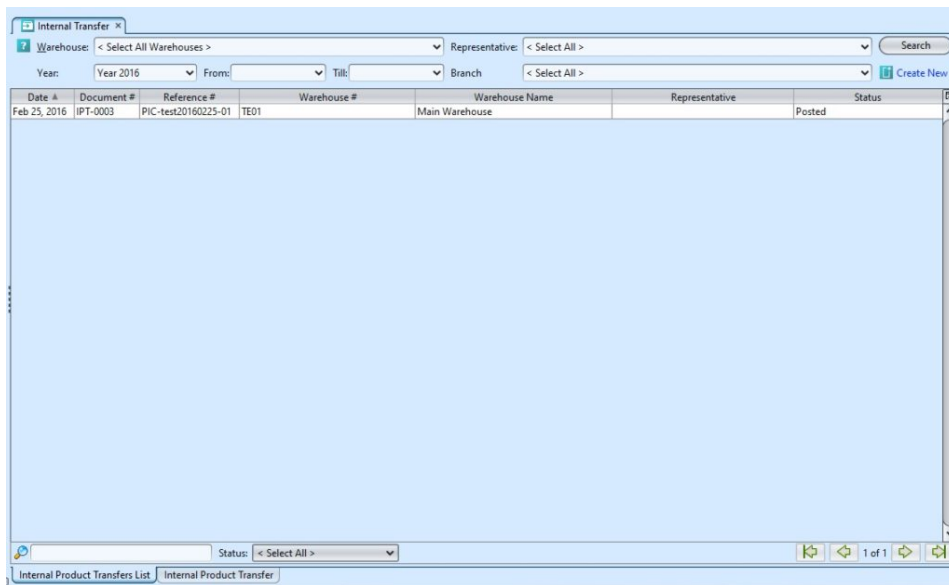 Internal Transfer ×
? Warehouse: < Select All Warehouses > Representative: < Select All > Search
Year: Year 2016 From: Till: Branch < Select All > Create New
Date Document # Reference # Warehouse # Warehouse Name Representative Status
Feb 25, 2016 IPT-0003 PIC-test20160225-01 TE01 Main Warehouse Posted
Status: < Select All > 1 of 1
Internal Product Transfers List Internal Product Transfer